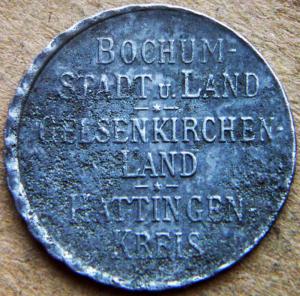 BOCHUM-
STADT U. LAND
GELSENKIRCHEN-
LAND
HATTINGEN-
KREIS